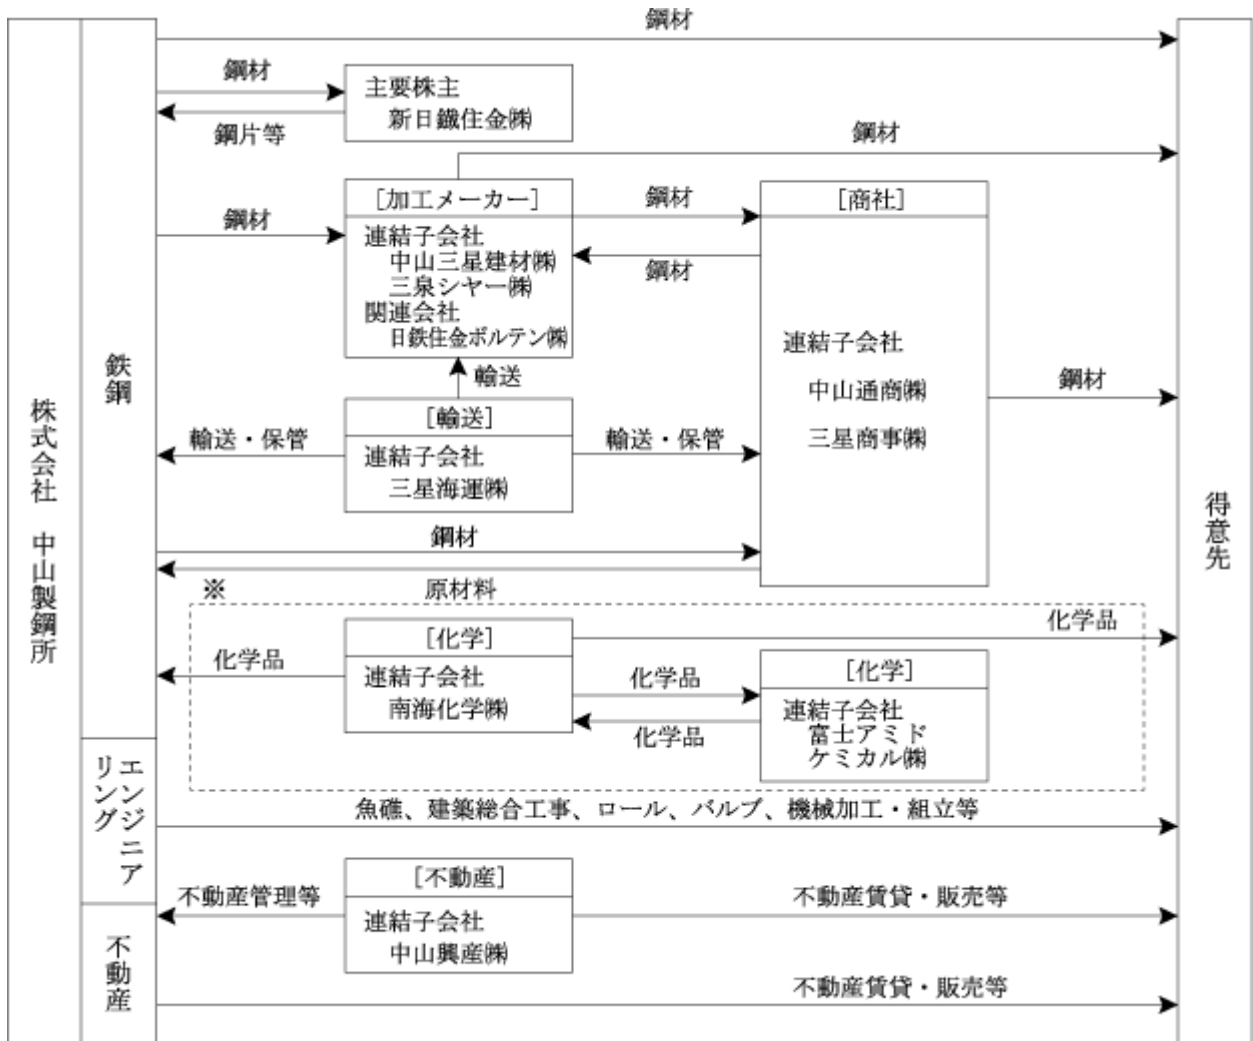 鋼材
鋼材
主要株主
新日鐵住金㈱
鋼片等
鋼材
[加工メーカー]
鋼材
[商社]
鋼材
連結子会社
中山三星建材㈱
三泉シヤー㈱
関連会社
日鉄住金ボルテン㈱
鋼材
連結子会社
中山通商㈱
三星商事㈱
鋼材
輸送
[輸送]
輸送・保管
連結子会社
三星海運㈱
輸送・保管
鋼材
原材料
※
[化学]
化学品
化学品
連結子会社
南海化学㈱
化学品
化学品
[化学]
連結子会社
富士アミド
ケミカル㈱
魚礁、建築総合工事、ロール、バルブ、機械加工・組立等
[不動産]
不動産管理等
連結子会社
中山興産㈱
不動産賃貸・販売等
不動産賃貸・販売等
株式会社 中山製鋼所
鉄鋼
エンジニア
リング
不動産
得意先